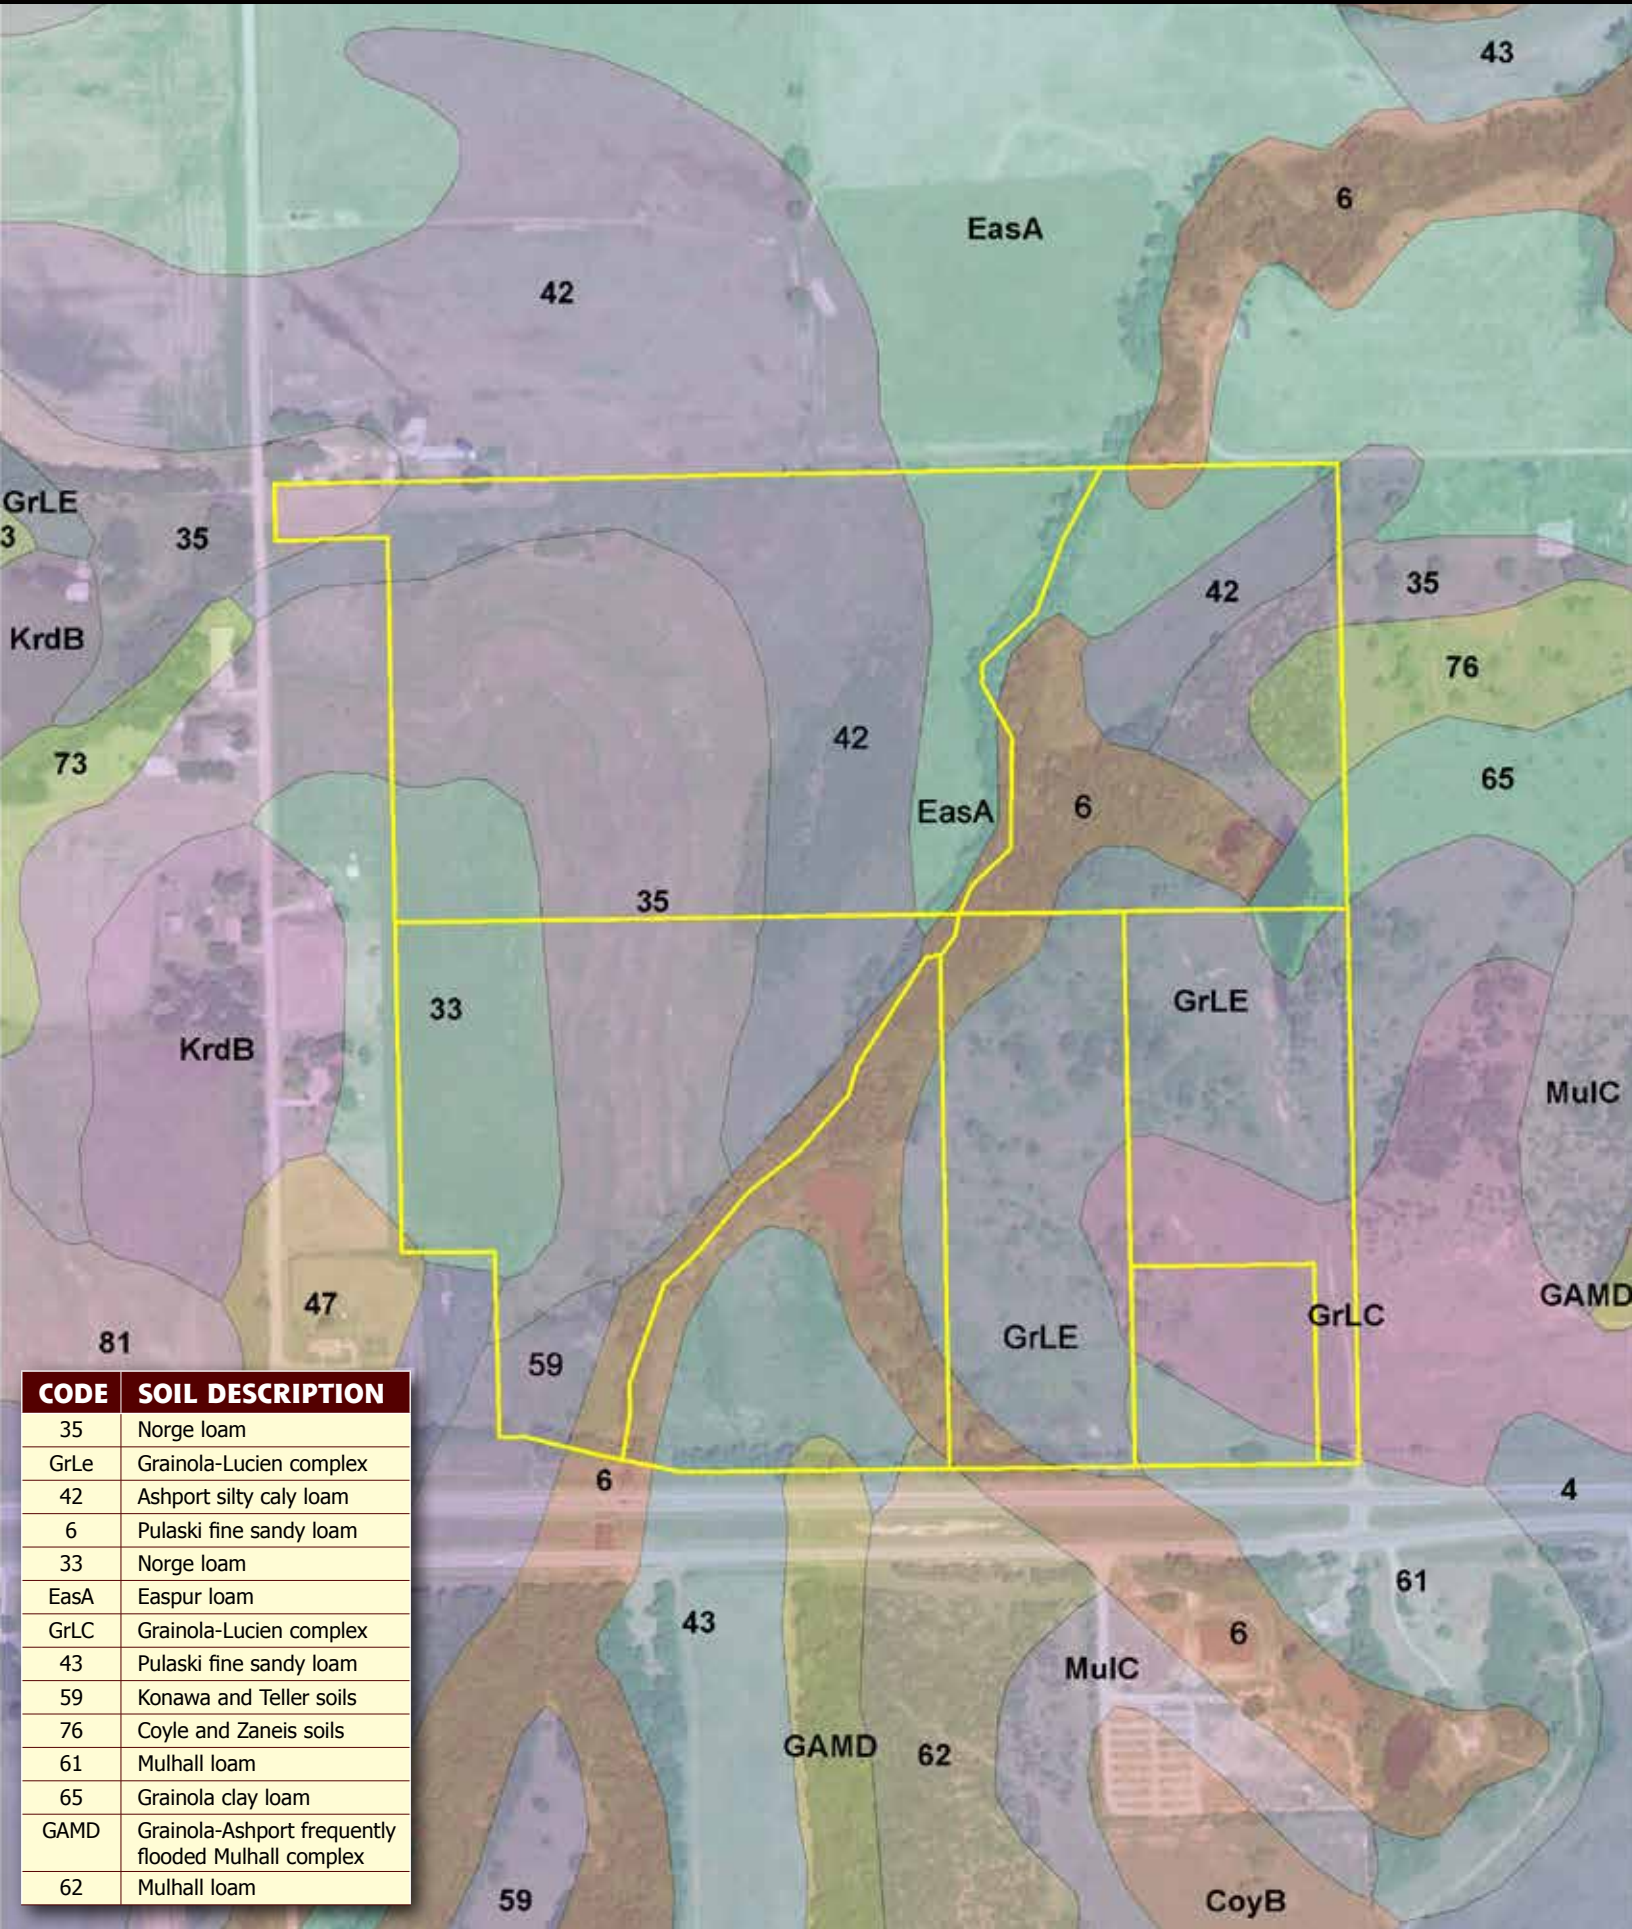 43
6
EasA
42
GrLE
3
35
42
35
KrdB
76
42
73
65
EasA
6
35
GrLE
33
KrdB
MulC
GAMD
47
GrLC
81
GrLE
59
CODE SOIL DESCRIPTION
35 Norge loam
GrLe Grainola-Lucien complex
42 Ashport silty caly loam
6 Pulaski fine sandy loam
33 Norge loam
EasA Easpur loam
GrLC Grainola-Lucien complex
43 Pulaski fine sandy loam
59 Konawa and Teller soils
76 Coyle and Zaneis soils
61 Mulhall loam
65 Grainola clay loam
GAMD Grainola-Ashport frequently
flooded Mulhall complex
62 Mulhall loam
6
4
61
43
6
MulC
GAMD
62
59
CoyB